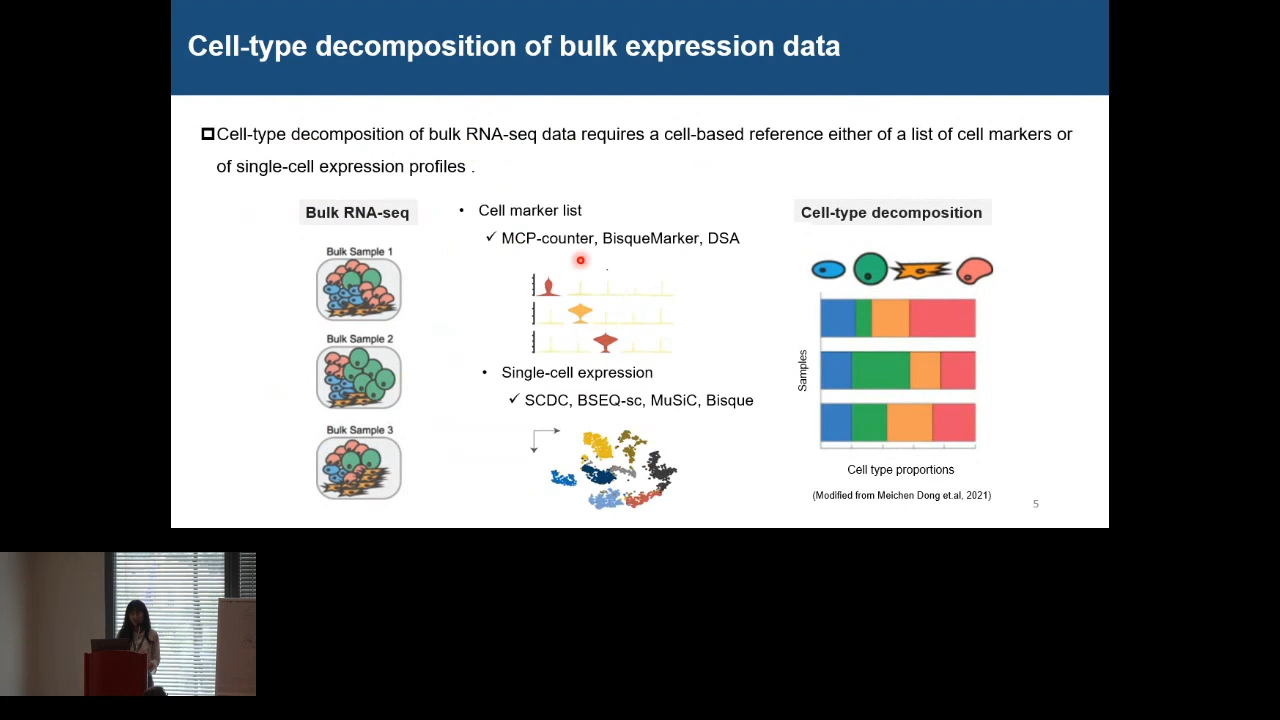 Cell-type decomposition of bulk expression data
Cell-type decomposition of bulk RNA-seq data requires a cell-based reference either of a list of cell markers or
of single-cell expression profiles .
Bulk RNA-seq
Bulk Sample 1
Bulk Sample 2
Bulk Sample 3
• Cell marker list
✓ MCP-counter, BisqueMarker, DSA
• Single-cell expression
✓ SCDC, BSEQ-sc, MuSiC, Bisque
Cell-type decomposition
Samples
Cell type proportions
(Modified from Meichen Dong et.al, 2021)
5